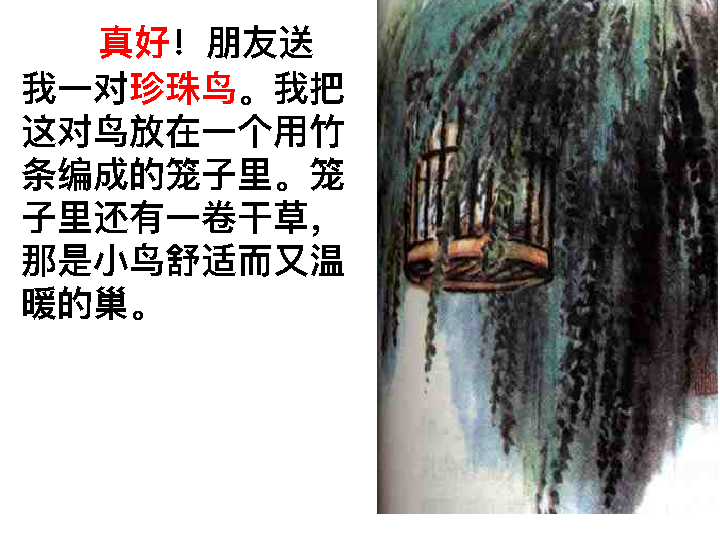 真好！朋友送
我一对珍珠鸟。我把
这对鸟放在一个用竹
条编成的笼子里。笼
子里还有一卷干草，
那是小鸟舒适而又温
暖的巢。